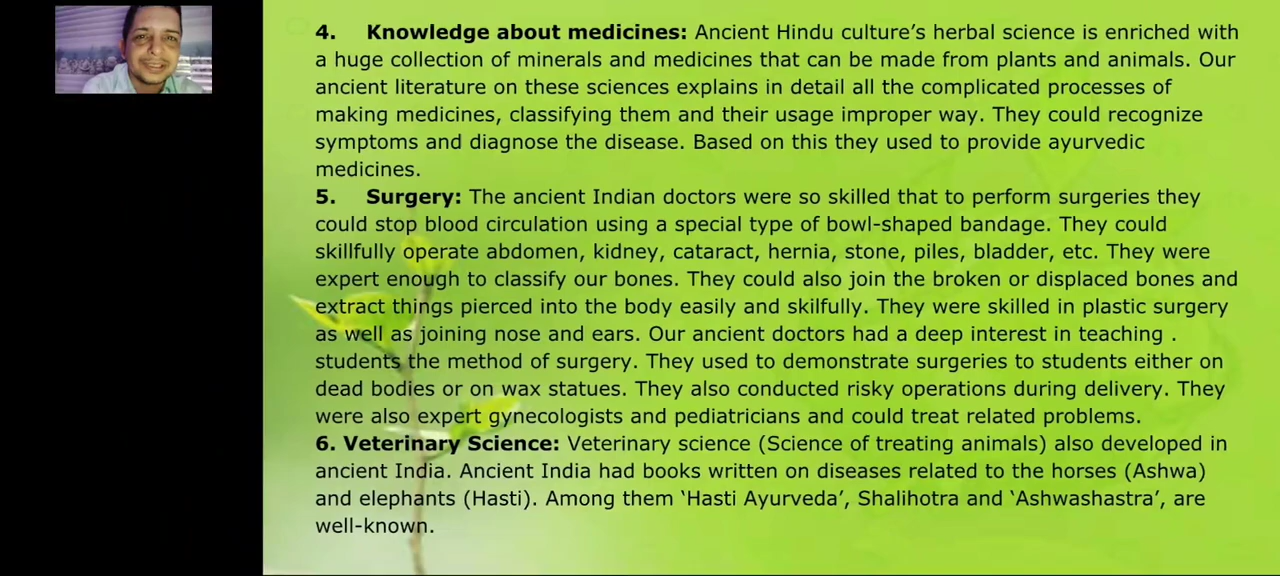 4. Knowledge about medicines: Ancient Hindu culture's herbal science is enriched with
a huge collection of minerals and medicines that can be made from plants and animals. Our
ancient literature on these sciences explains in detail all the complicated processes of
making medicines, classifying them and their usage improper way. They could recognize
symptoms and diagnose the disease. Based on this they used to provide ayurvedic
medicines.
5. Surgery: The ancient Indian doctors were so skilled that to perform surgeries they
could stop blood circulation using a special type of bowl-shaped bandage. They could
skillfully operate abdomen, kidney, cataract, hernia, stone, piles, bladder, etc. They were
expert enough to classify our bones. They could also join the broken or displaced bones and
extract things pierced into the body easily and skilfully. They were skilled in plastic surgery
as well as joining nose and ears. Our ancient doctors had a deep interest in teaching .
students the method of surgery. They used to demonstrate surgeries to students either on
dead bodies or on wax statues. They also conducted risky operations during delivery. They
were also expert gynecologists and pediatricians and could treat related problems.
6. Veterinary Science: Veterinary science (Science of treating animals) also developed in
ancient India. Ancient India had books written on diseases related to the horses (Ashwa)
and elephants (Hasti). Among them ‘Hasti Ayurveda’, Shalihotra and ‘Ashwashastra’, are
well-known.